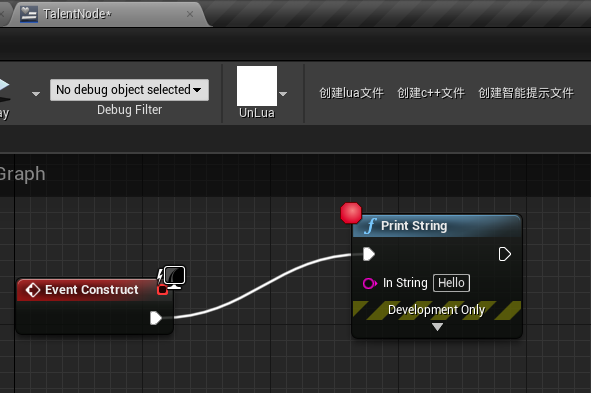 TalentNode*
ay
No debug object selected
Debug Filter
UnLua
创建lua文件
创建c++文件
创建智能提示文件
Graph
Print String
In String Hello
Development Only
Event Construct